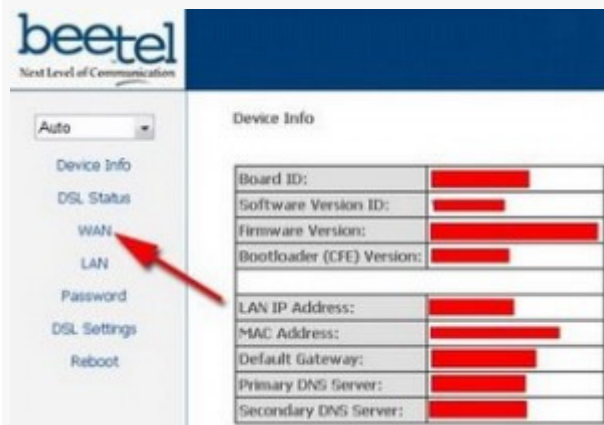 beetel
Next Level of Communication
Auto
Device Info
DSL Status
WAN
LAN
Password
DSL Settings
Reboot
Device Info
Board ID:
Software Version ID:
Firmware Version:
Bootloader (CFE) Version:
LAN IP Address:
MAC Address:
Default Gateway:
Primary DNS Server:
Secondary DNS Server: